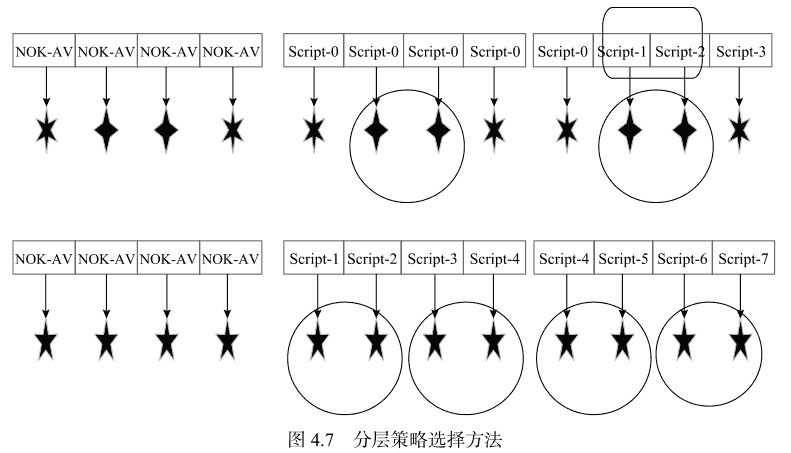 NOK-AV NOK-AV NOK-AV NOK-AV Script-0 Script-0 Script-0 Script-0 Script-0 Script-1 Script-2 Script-3
NOK-AV NOK-AV NOK-AV NOK-AV Script-1 Script-2 Script-3 Script-4 Script-4 Script-5 Script-6 Script-7
图 4.7 分层策略选择方法